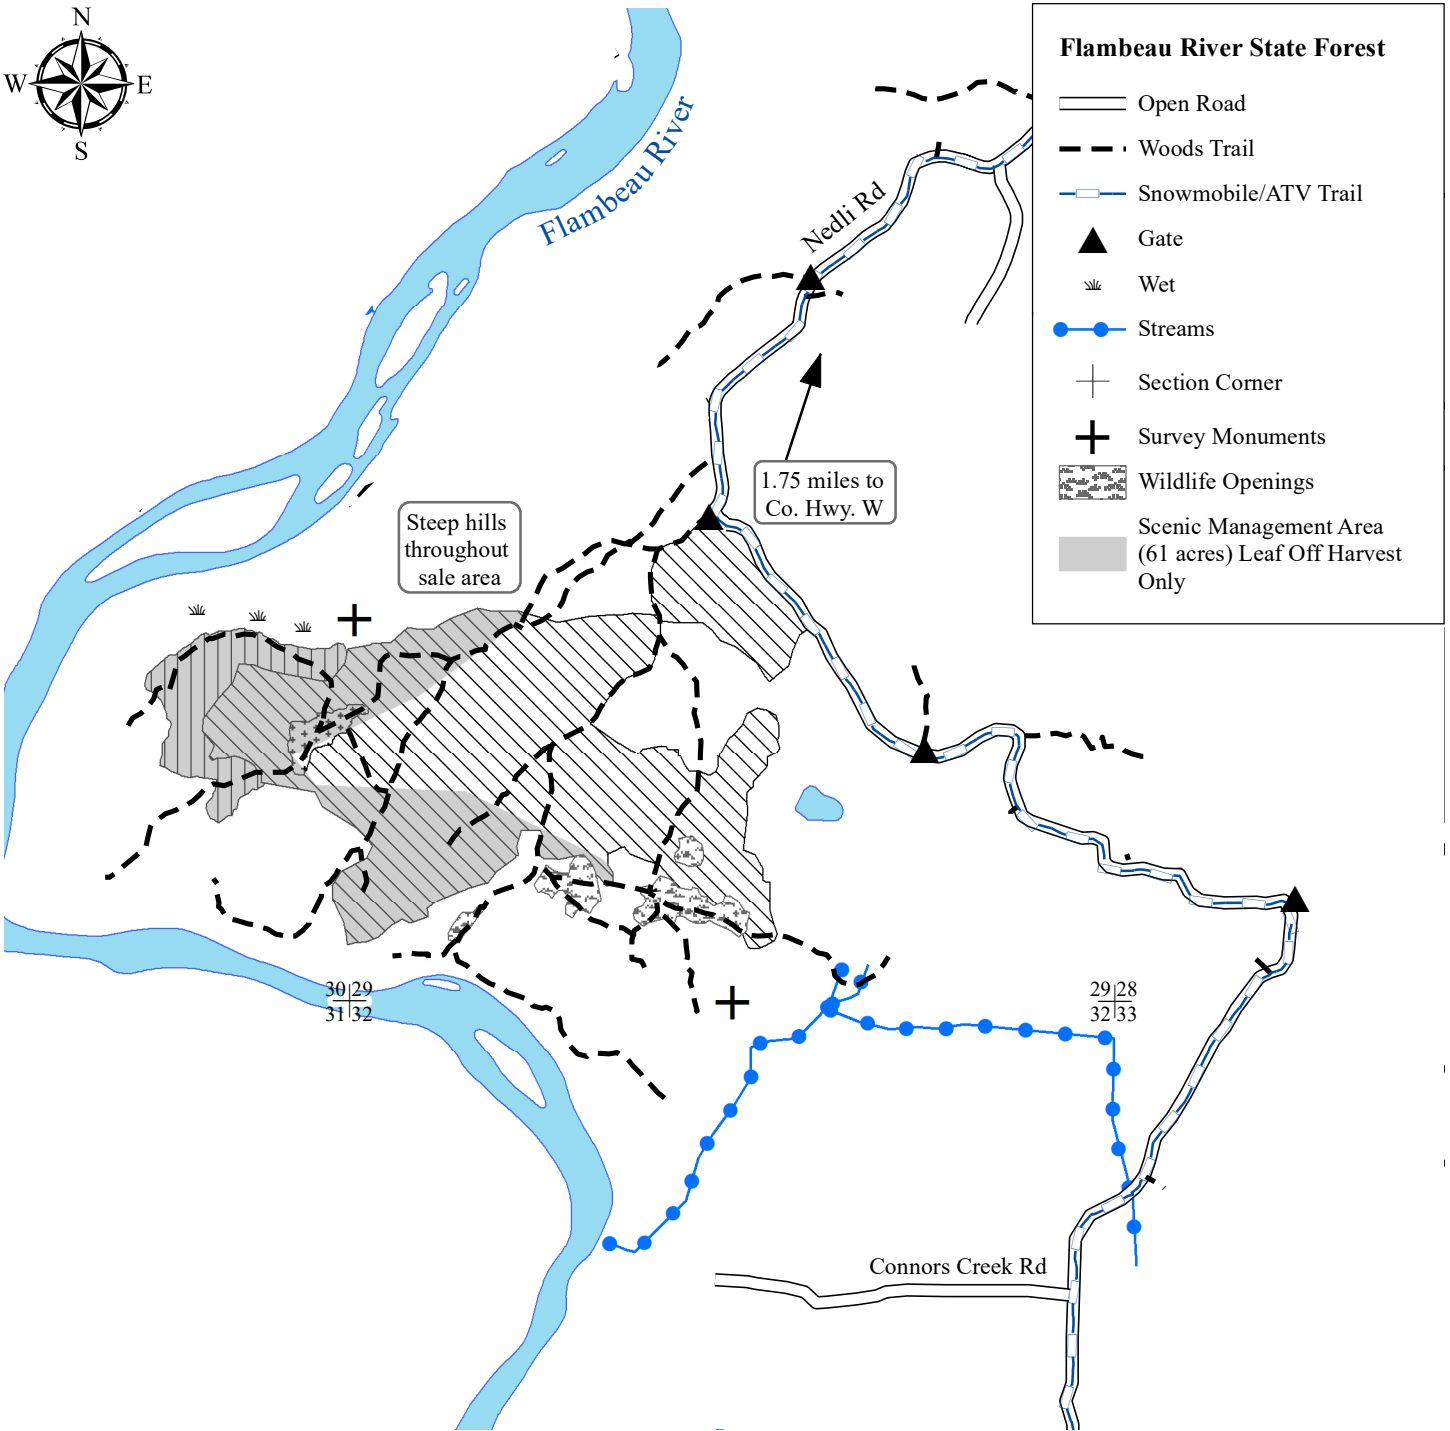 N
W E
S
Flambeau River
Nedli Rd
Flambeau River State Forest
Open Road
Woods Trail
Snowmobile/ATV Trail
Gate
Wet
Streams
Section Corner
Survey Monuments
Wildlife Openings
Scenic Management Area
(61 acres) Leaf Off Harvest
Only
1.75 miles to
Co. Hwy. W
Steep hills
throughout
sale area
30 29
31 32
29 28
32 33
Connors Creek Rd